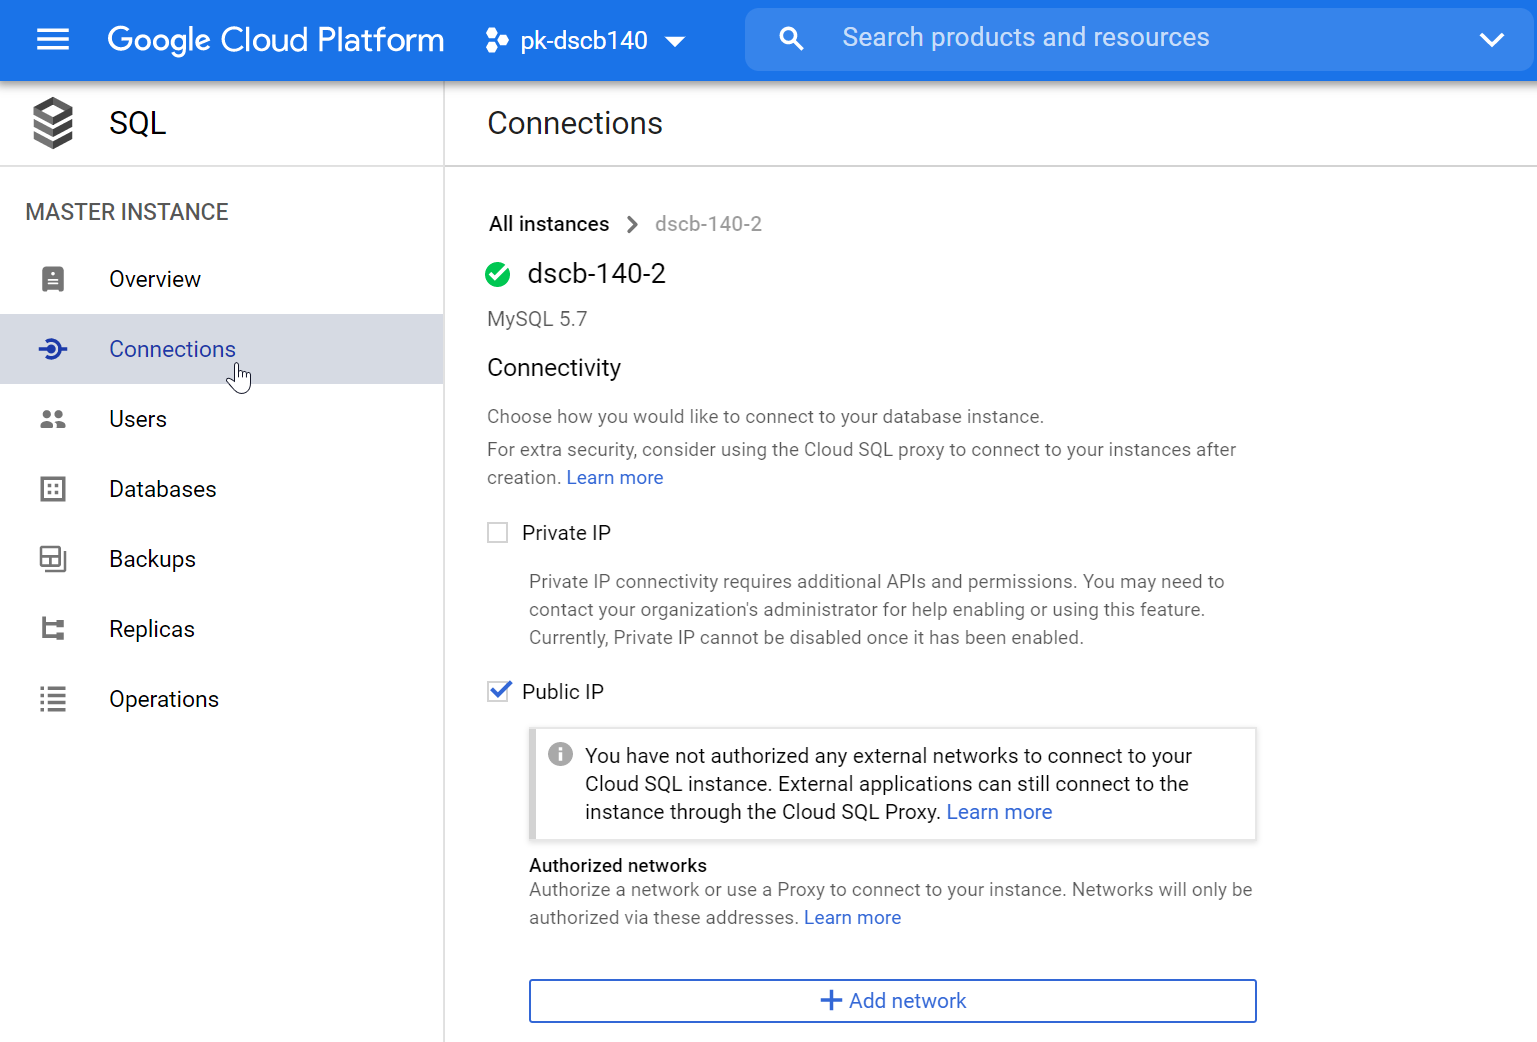 Google Cloud Platform
pk-dscb140
Search products and resources
SQL
Connections
MASTER INSTANCE
Overview
Connections
Users
Databases
Backups
Replicas
Operations
All instances
dscb-140-2
dscb-140-2
MySQL 5.7
Connectivity
Choose how you would like to connect to your database instance.
For extra security, consider using the Cloud SQL proxy to connect to your instances after
creation. Learn more
Private IP
Private IP connectivity requires additional APIs and permissions. You may need to
contact your organization's administrator for help enabling or using this feature.
Currently, Private IP cannot be disabled once it has been enabled.
Public IP
You have not authorized any external networks to connect to your
Cloud SQL instance. External applications can still connect to the
instance through the Cloud SQL Proxy. Learn more
Authorized networks
Authorize a network or use a Proxy to connect to your instance. Networks will only be
authorized via these addresses. Learn more
Add network